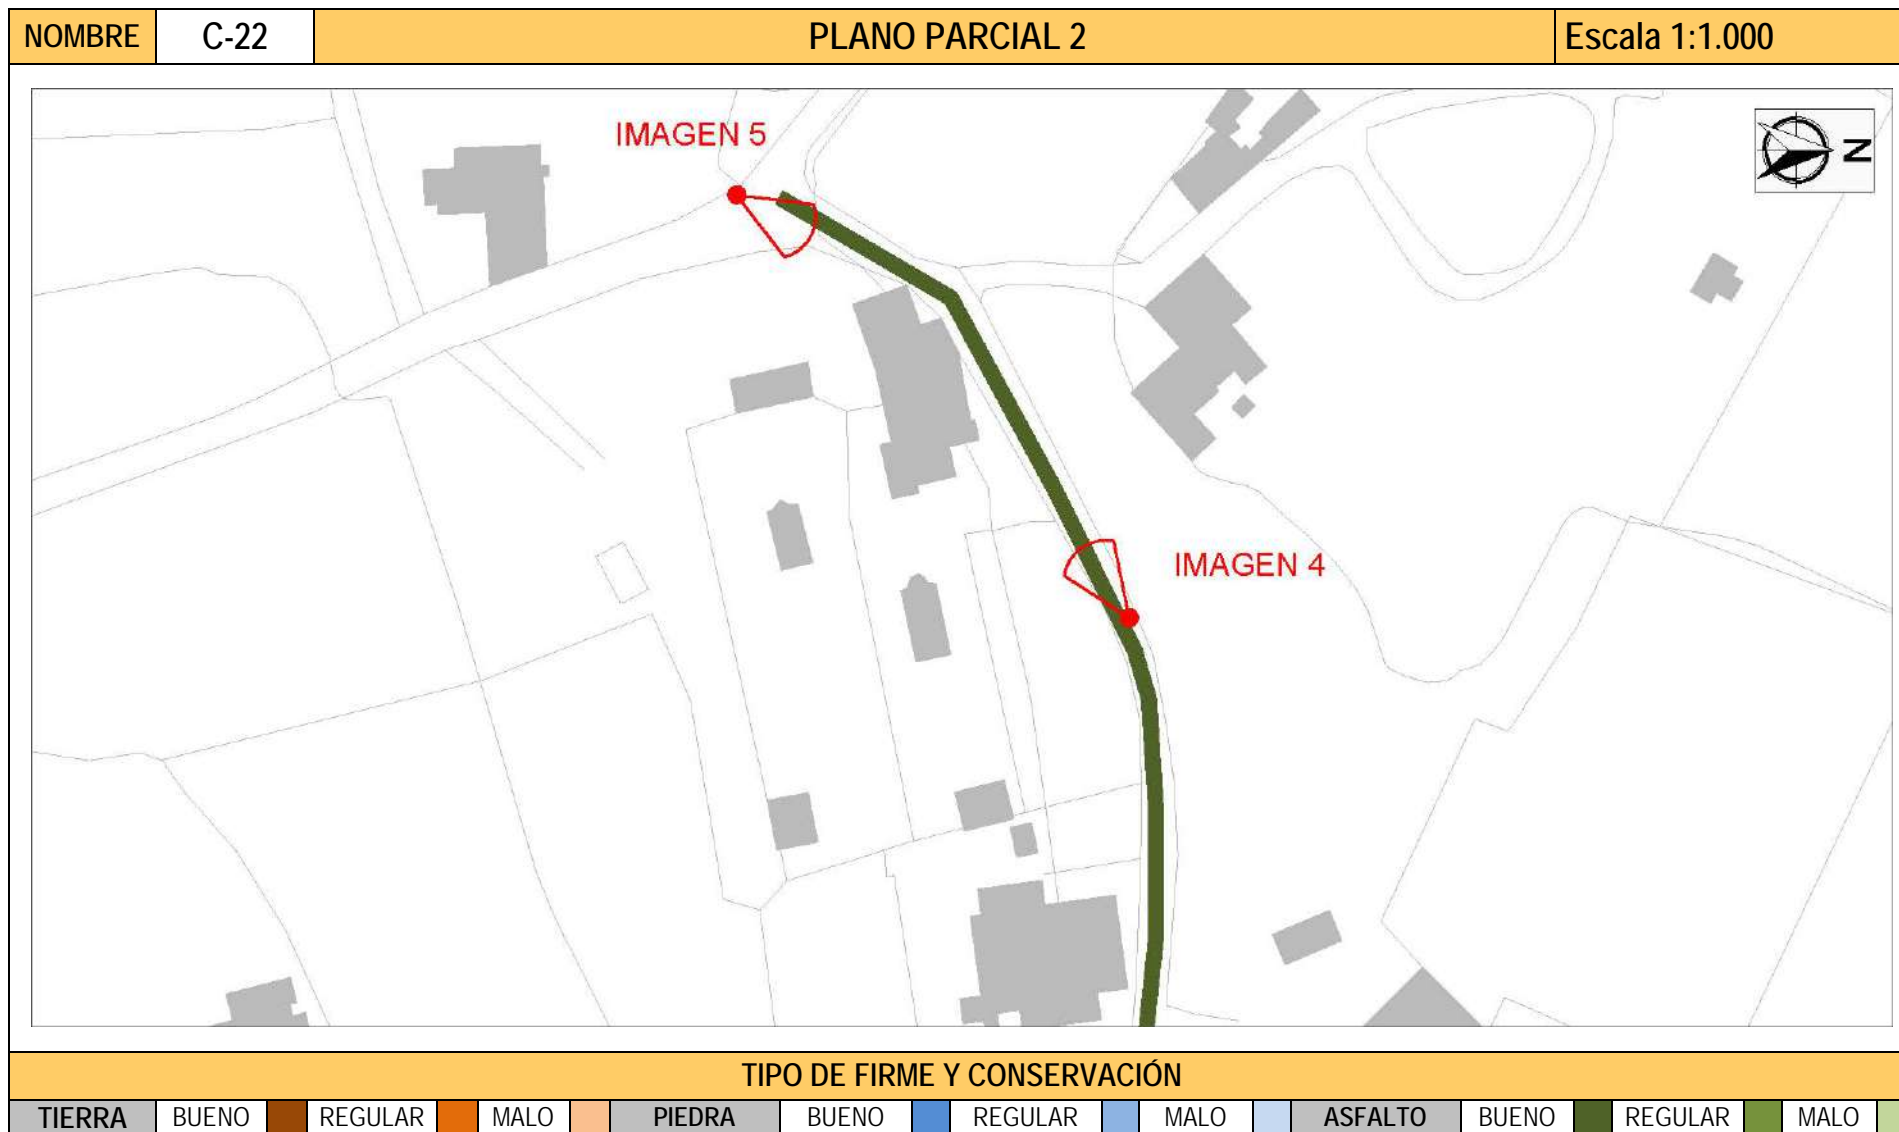 NOMBRE C-22 PLANO PARCIAL 2 Escala 1:1.000
IMAGEN 5
N
IMAGEN 4
TIPO DE FIRME Y CONSERVACIÓN
TIERRA BUENO REGULAR MALO PIEDRA BUENO REGULAR MALO ASFALTO BUENO REGULAR MALO